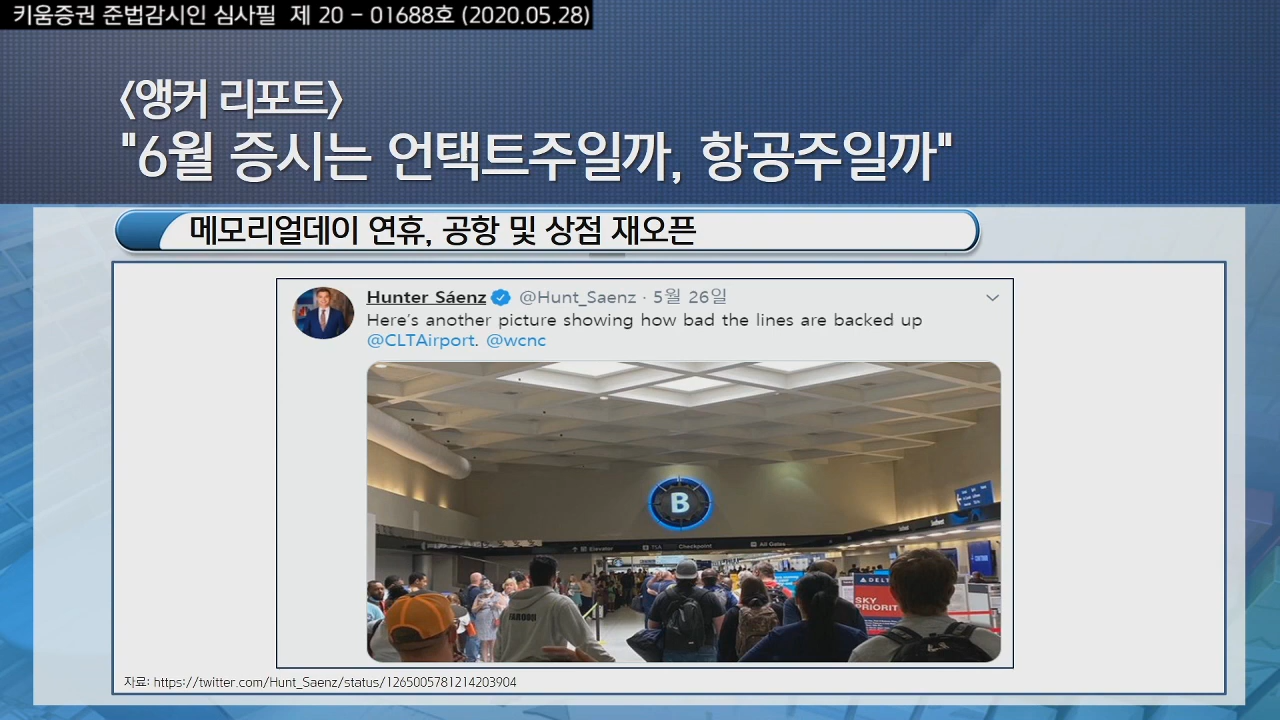 키움증권 준법감시인 심사필 제 20 - 01688호 (2020.05.28)
<앵커 리포트>
"6월 증시는 언택트주일까, 항공주일까"
메모리얼데이 연휴, 공항 및 상점 재오픈
Hunter Sáenz @Hunt_Saenz · 5월 26일
Here's another picture showing how bad the lines are backed up
@CLTAirport. @wcnc
B
Elevator TSA Checkpoint All Gates
DELTA
SKY
PRIORIT
자료: https://twitter.com/Hunt_Saenz/status/1265005781214203904